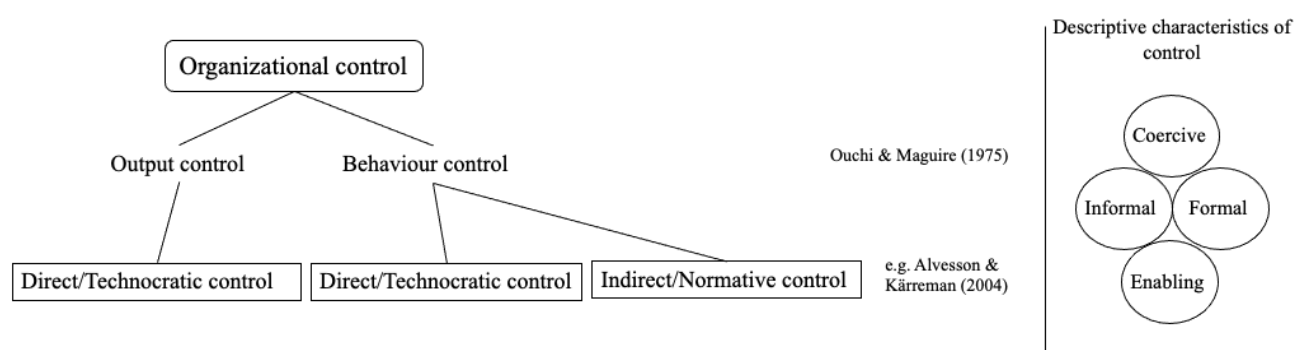 Descriptive characteristics of
control
Organizational control
Coercive
Output control
Behaviour control
Ouchi & Maguire (1975)
Informal
Formal
Direct/Technocratic control
Direct/Technocratic control
Indirect/Normative control
e.g. Alvesson &
Kärreman (2004)
Enabling